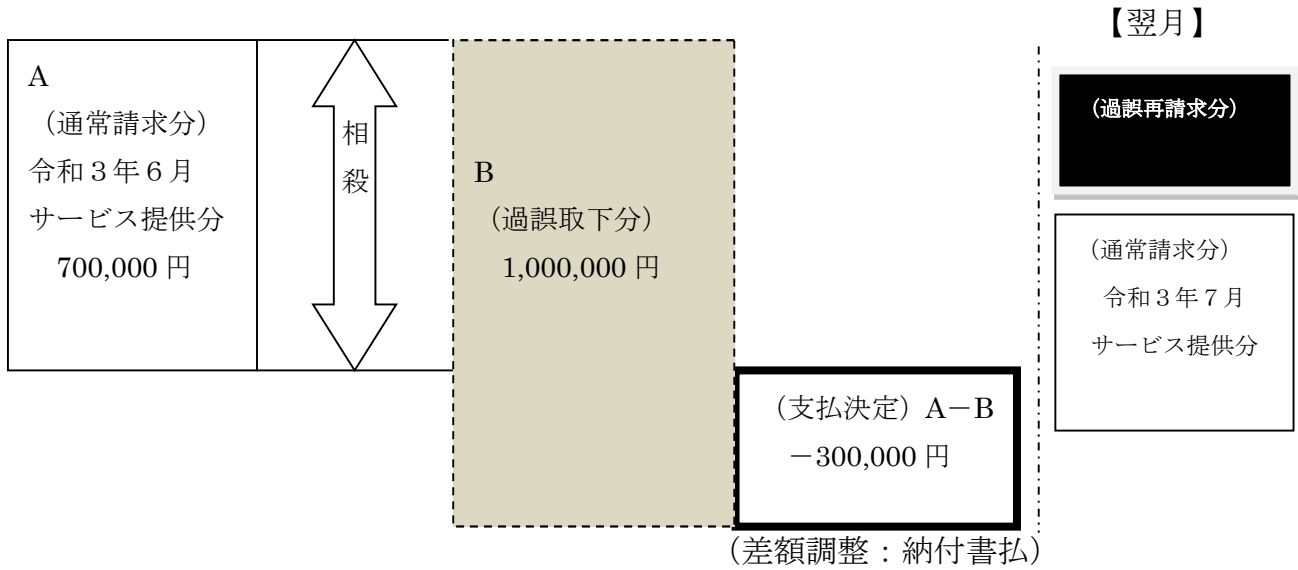 A
（通常請求分）
令和３年６月
サービス提供分
700,000 円
相
殺
B
（過誤取下分）
1,000,000 円
（支払決定）A－B
－300,000 円
（差額調整：納付書払）
【翌月】
（過誤再請求分）
（通常請求分）
令和３年７月
サービス提供分